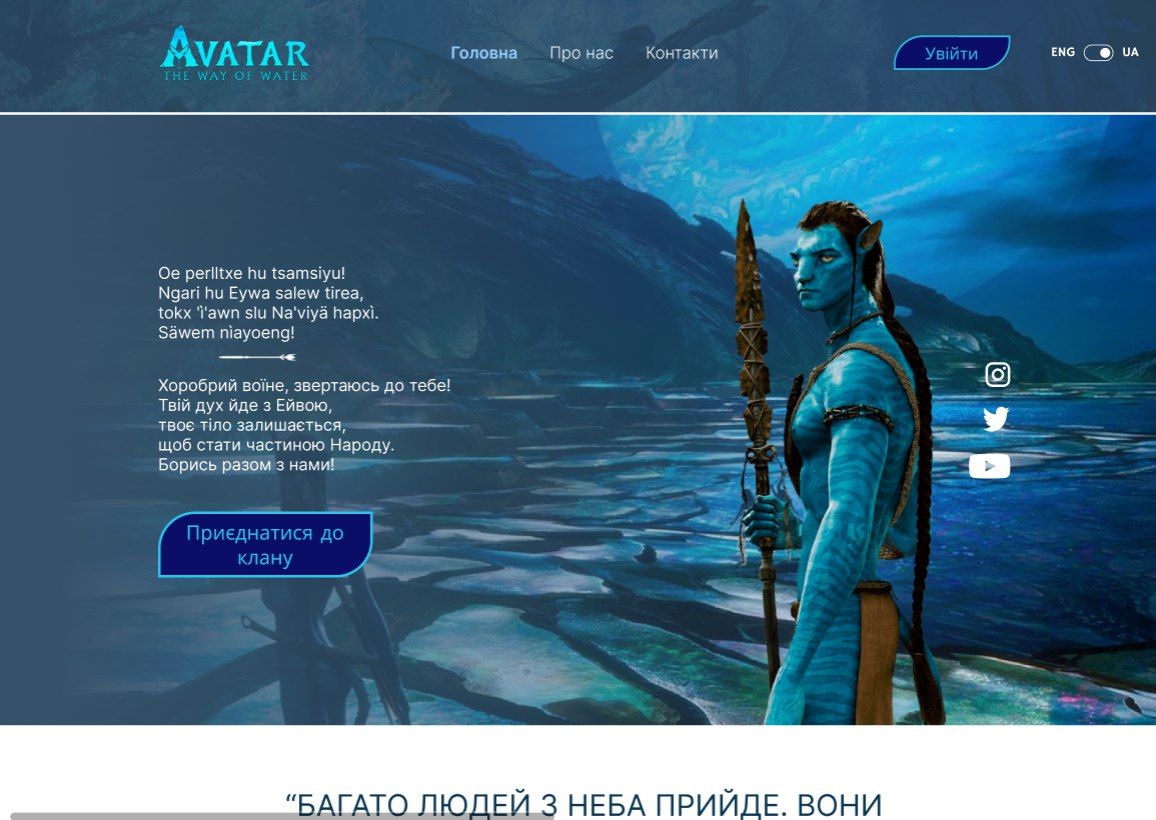 AVATAR
THE WAY OF WATER
Головна
Про нас
Контакти
Увійти
ENG
UA
Oe perlltxe hu tsamsiyu!
Ngari hu Eywa salew tirea,
tokx 'ì'awn slu Na'viyä hapxì.
Säwem nìayoeng!
Хоробрий воїне, звертаюсь до тебе!
Твій дух йде з Ейвою,
твоє тіло залишається,
щоб стати частиною Народу.
Борись разом з нами!
Приєднатися до
клану
“БАГАТО ЛЮДЕЙ З НЕБА ПРИЙДЕ. ВОНИ